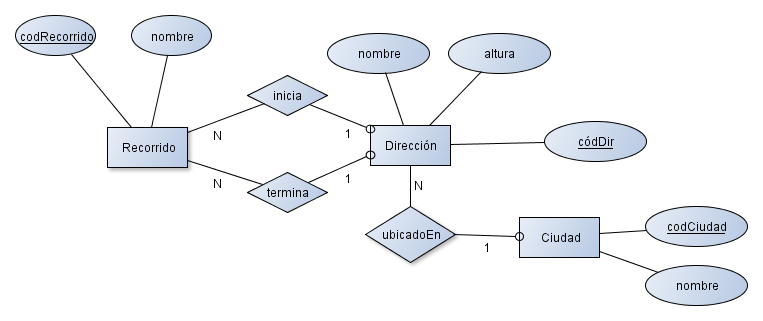 codRecorrido
nombre
nombre
altura
inicia
N
1
Recorrido
Dirección
códDir
N
1
termina
N
ubicadoEn
1
Ciudad
codCiudad
nombre